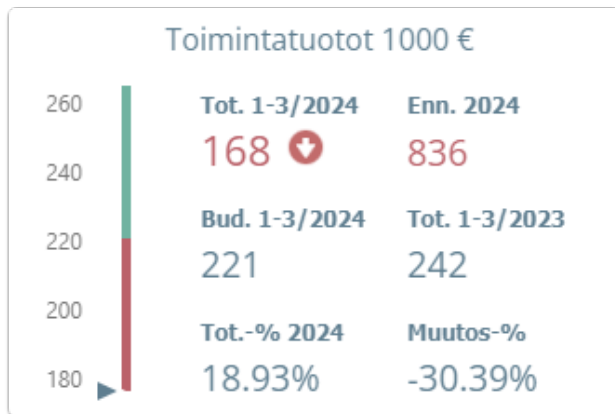 Toimintatuotot 1000 €
260
240
220
200
180
Tot. 1-3/2024
168
Enn. 2024
836
Bud. 1-3/2024
221
Tot. 1-3/2023
242
Tot.-% 2024
18.93%
Muutos-%
-30.39%